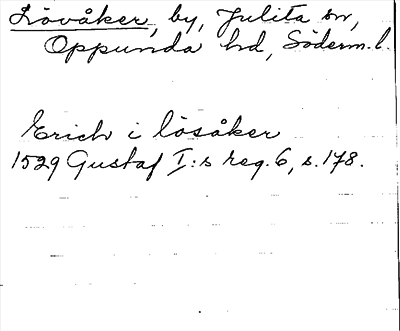 Lövåker, by, Julita sn,
Oppunda hd, Söderm. l.
Erich i lösåker
1529 Gustaf I:s reg. 6, s. 178.